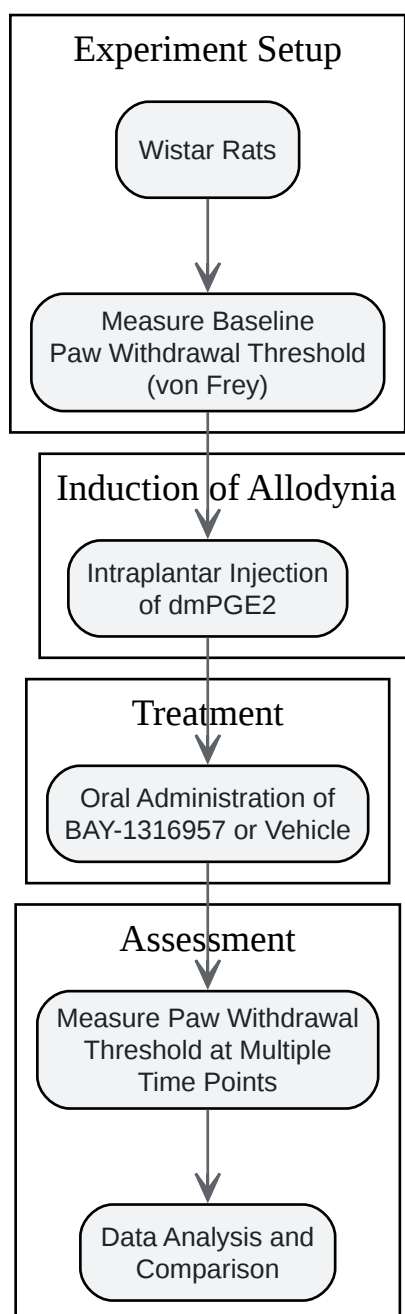 Experiment Setup
Wistar Rats
Measure Baseline
Paw Withdrawal Threshold
(von Frey)
Induction of Allodynia
Intraplantar Injection
of dmPGE2
Treatment
Oral Administration of
BAY-1316957 or Vehicle
Assessment
Measure Paw Withdrawal
Threshold at Multiple
Time Points
Data Analysis and
Comparison